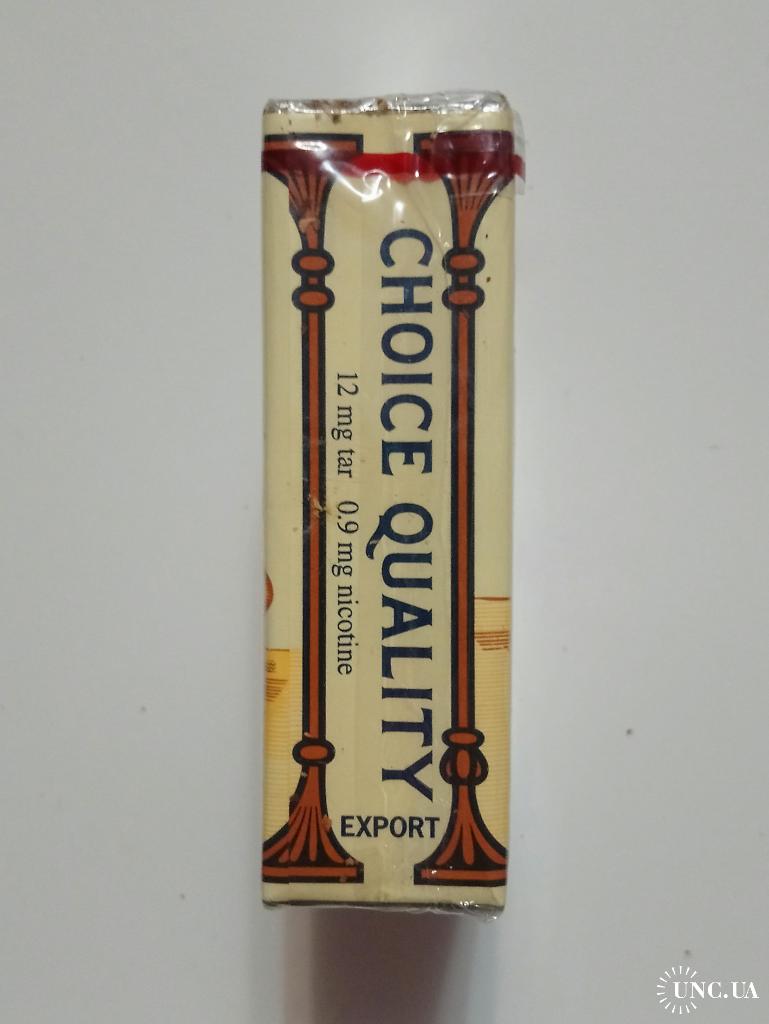 CHOICE QUALITY
12 mg tar 0.9 mg nicotine
EXPORT
UNC.UA